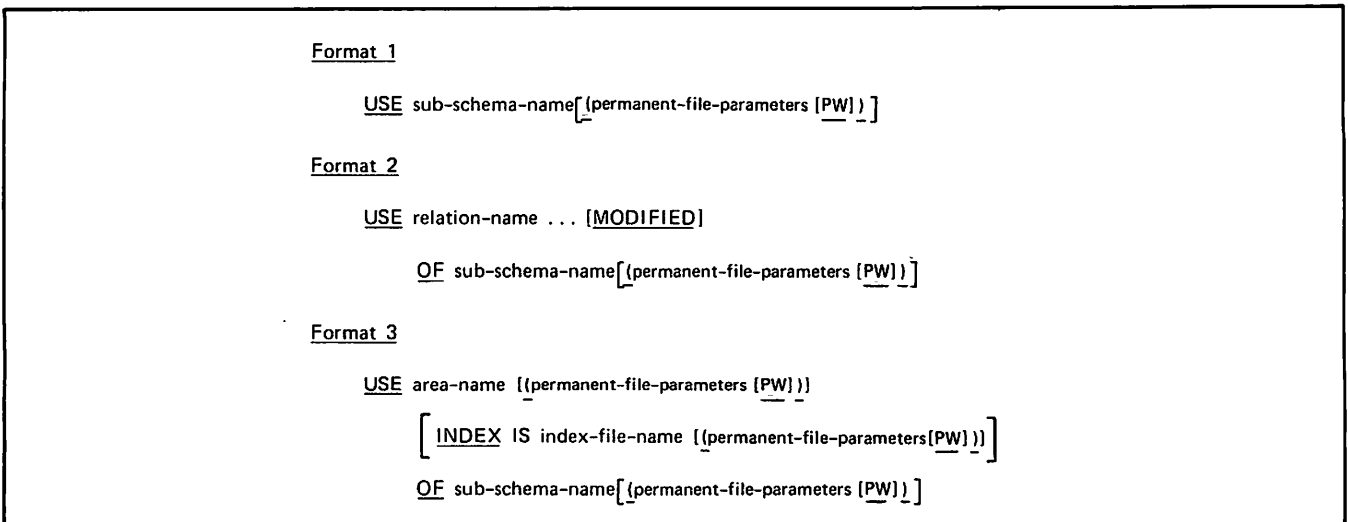 Format 1
USE sub-schema-name[(permanent-file-parameters [PW])]
Format 2
USE relation-name ... [MODIFIED]
OF sub-schema-name[(permanent-file-parameters [PW])]
Format 3
USE area-name [(permanent-file-parameters [PW])]
[INDEX IS index-file-name [(permanent-file-parameters[PW])]]
OF sub-schema-name[(permanent-file-parameters [PW])]